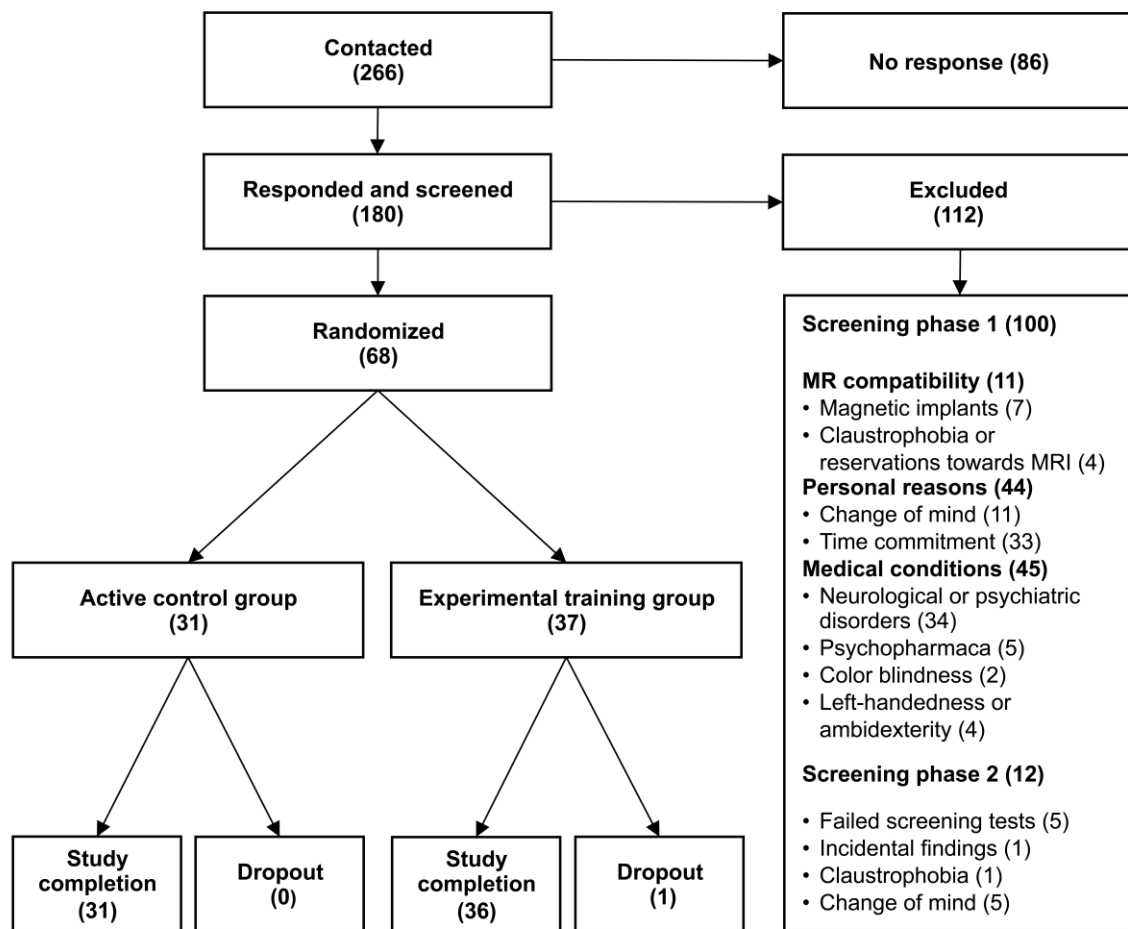 Contacted
(266)
No response (86)
Responded and screened
(180)
Excluded
(112)
Randomized
(68)
Screening phase 1 (100)
MR compatibility (11)
• Magnetic implants (7)
• Claustrophobia or
reservations towards MRI (4)
Personal reasons (44)
• Change of mind (11)
• Time commitment (33)
Medical conditions (45)
• Neurological or psychiatric
disorders (34)
• Psychopharmaca (5)
• Color blindness (2)
• Left-handedness or
ambidexterity (4)
Screening phase 2 (12)
• Failed screening tests (5)
• Incidental findings (1)
• Claustrophobia (1)
• Change of mind (5)
Active control group
(31)
Experimental training group
(37)
Study
completion
(31)
Dropout
(0)
Study
completion
(36)
Dropout
(1)